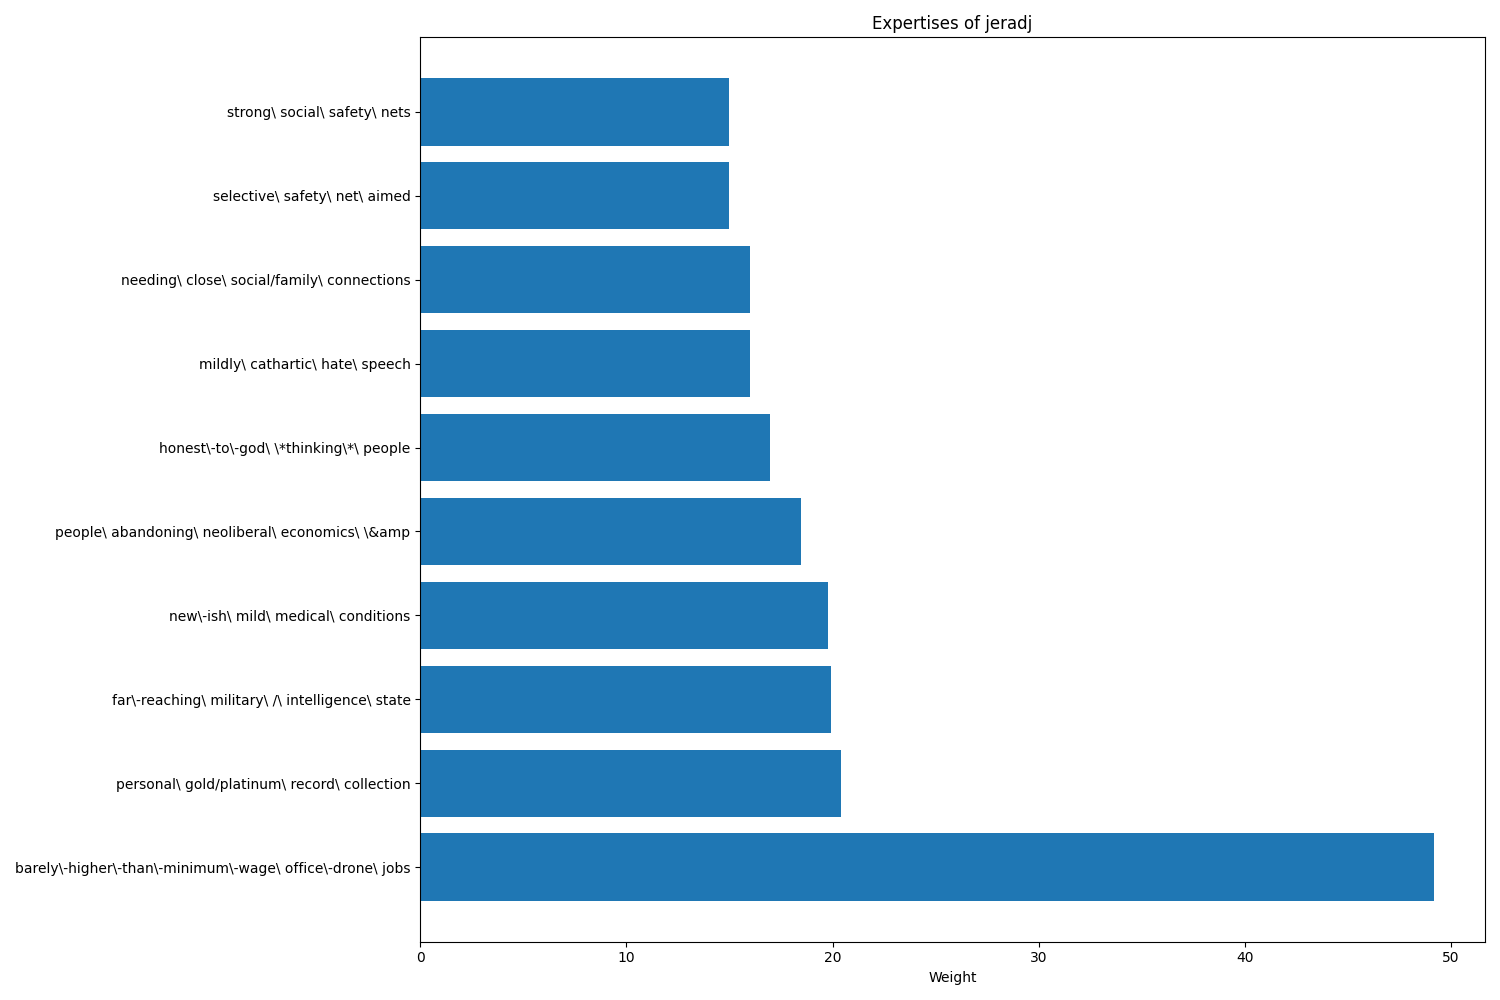 Expertises of jeradj
strong\ social\ safety\ nets
selective\ safety\ net\ aimed
needing\ close\ social/family\ connections
mildly\ cathartic\ hate\ speech
honest\-to\-god\ \*thinking\*\ people
people\ abandoning\ neoliberal\ economics\ \&amp
new\-ish\ mild\ medical\ conditions
far\-reaching\ military\ /\ intelligence\ state
personal\ gold/platinum\ record\ collection
barely\-higher\-than\-minimum\-wage\ office\-drone\ jobs
0 10 20 30 40 50
Weight